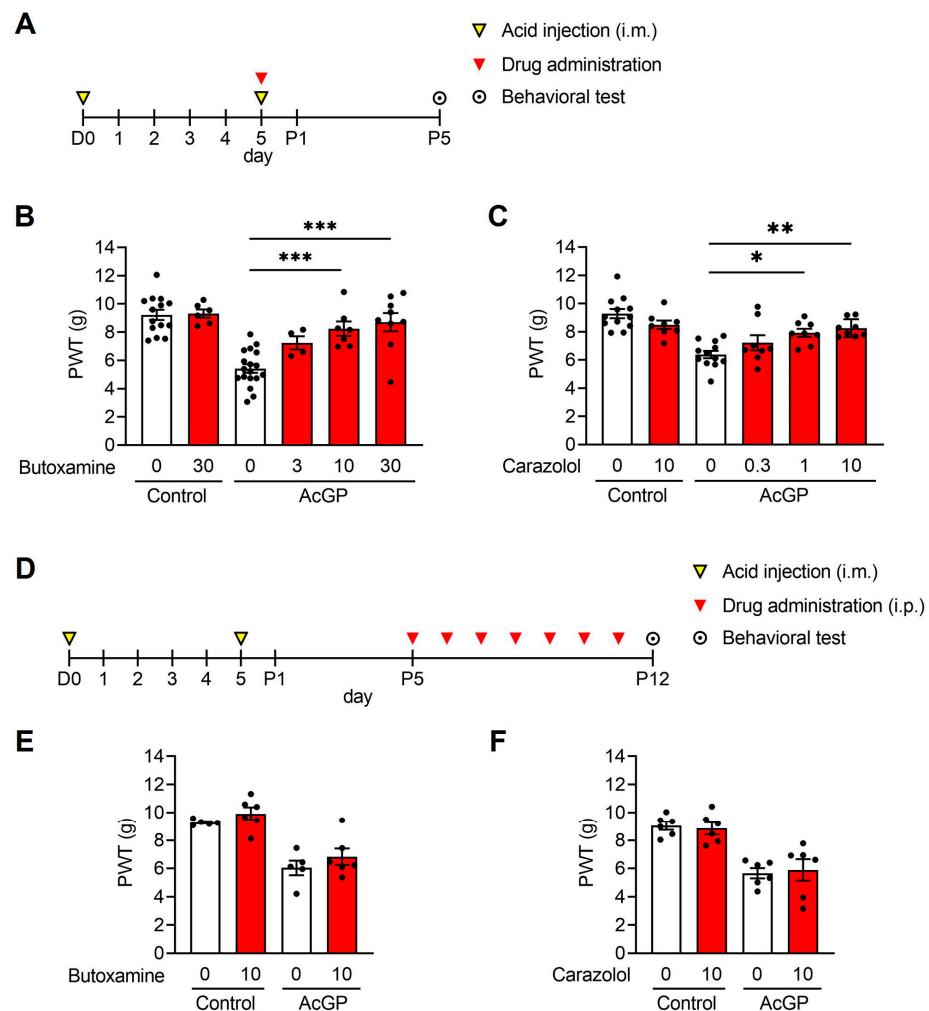 A
Acid injection (i.m.)
Drug administration
Behavioral test
D0 1 2 3 4 5 P1 P5
day
B
***
***
PWT (g)
14
12
10
8
6
4
2
0
Butoxamine 0 30 0 3 10 30
Control AcGP
C
**
*
PWT (g)
14
12
10
8
6
4
2
0
Carazolol 0 10 0 0.3 1 10
Control AcGP
D
Acid injection (i.m.)
Drug administration (i.p.)
Behavioral test
D0 1 2 3 4 5 P1 P5 P12
day
E
PWT (g)
14
12
10
8
6
4
2
0
Butoxamine 0 10 0 10
Control AcGP
F
PWT (g)
14
12
10
8
6
4
2
0
Carazolol 0 10 0 10
Control AcGP